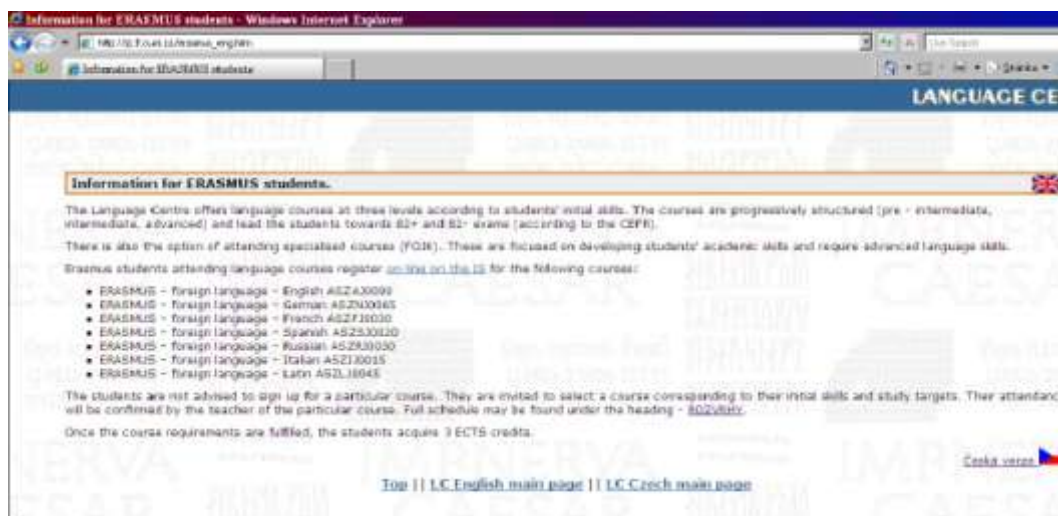 Information for ERASMUS students - Windows Internet Explorer
Information for ERASMUS students
LANGUAGE CE
Information for ERASMUS students.
The Language Centre offers language courses at three levels according to students' initial skills. The courses are progressively structured (pre - intermediate,
intermediate, advanced) and lead the students towards B2+ and B2- exams (according to the CEFR).
There is also the option of attending specialised courses (FOJK). These are focused on developing students' academic skills and require advanced language skills.
Erasmus students attending language courses register on-line on the IS for the following courses:
ERASMUS - foreign language - English
ERASMUS - foreign language - German
ERASMUS - foreign language - French
ERASMUS - foreign language - Spanish
ERASMUS - foreign language - Russian
ERASMUS - foreign language - Italian
ERASMUS - foreign language - Latin
The students are not advised to sign up for a particular course. They are invited to select a course corresponding to their initial skills and study targets. Their attendanc
will be confirmed by the teacher of the particular course. Full schedule may be found under the heading - ROZVRHY.
Once the course requirements are fulfilled, the students acquire 3 ECTS credits.
Česká verze
Top || LC English main page || LC Czech main page